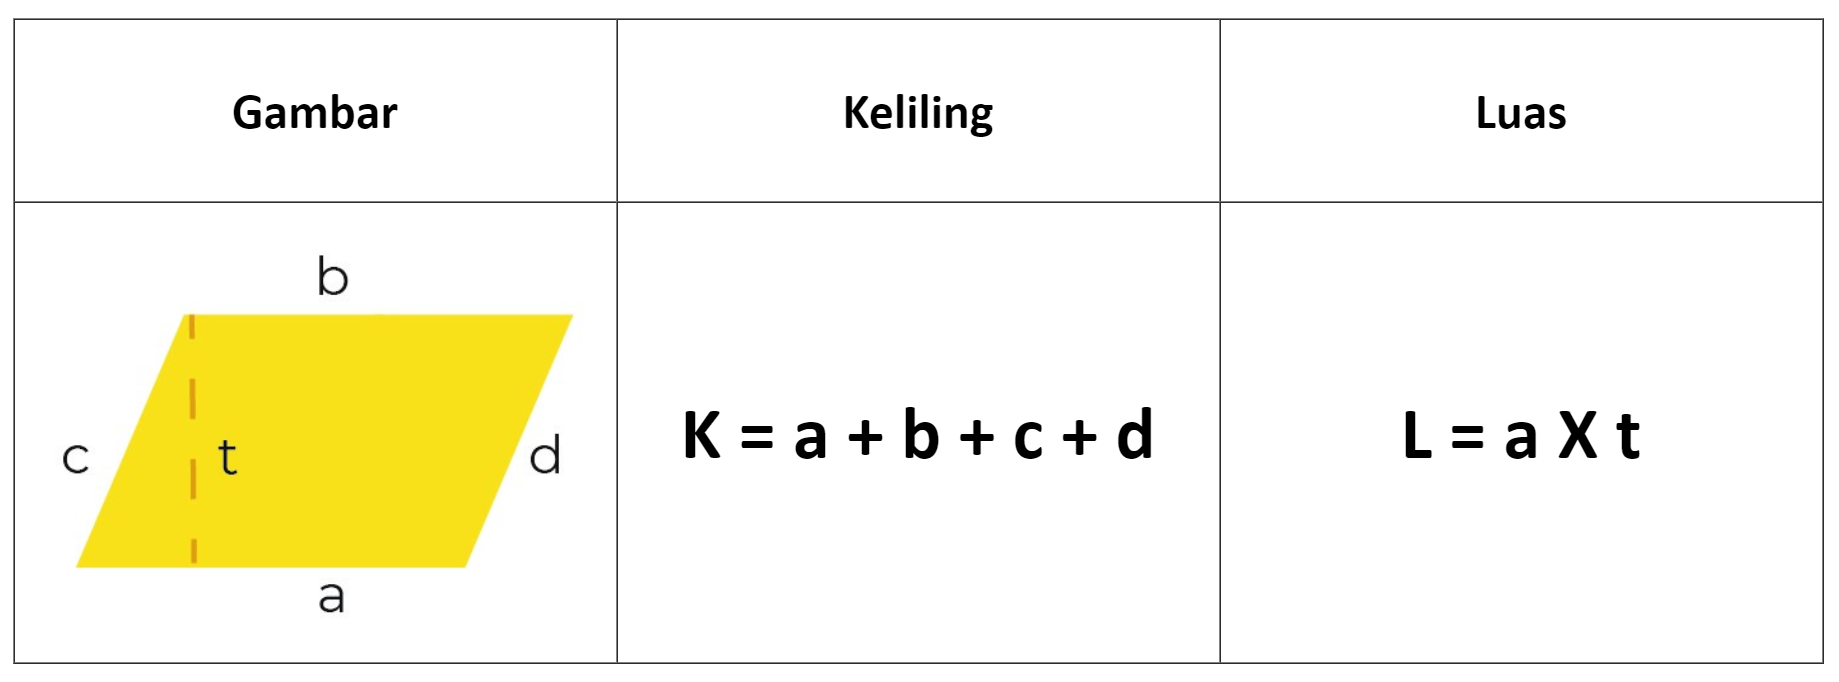 Gambar
Keliling
Luas
b
c
t
d
a
K = a + b + c + d
L = a X t